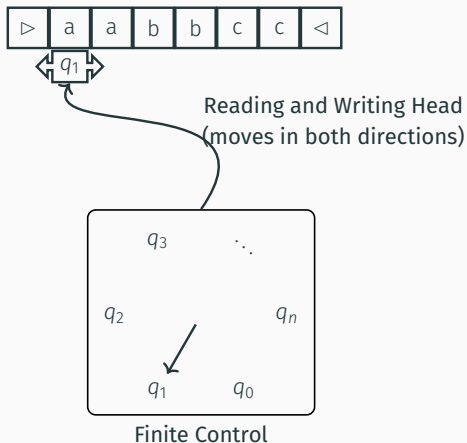 ▷ a a b b c c ◁
q₁
Reading and Writing Head
(moves in both directions)
q₃ ⋱
q₂ qₙ
q₁ q₀
Finite Control